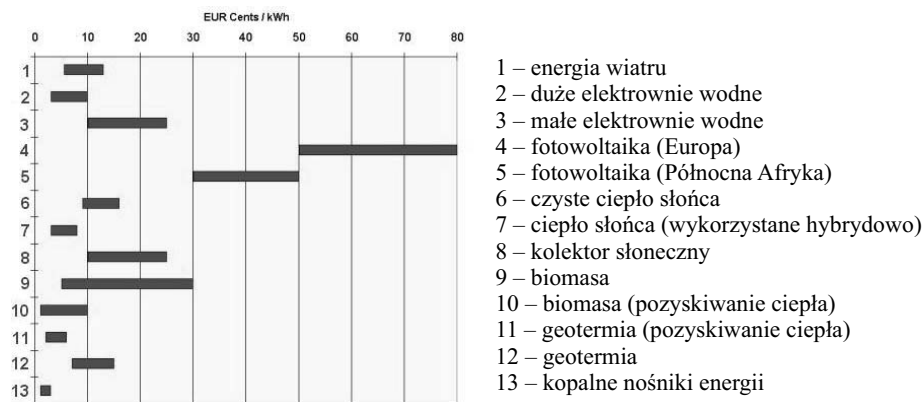 EUR Cents / kWh
0 10 20 30 40 50 60 70 80
1
2
3
4
5
6
7
8
9
10
11
12
13
1 – energia wiatru
2 – duże elektrownie wodne
3 – małe elektrownie wodne
4 – fotowoltaika (Europa)
5 – fotowoltaika (Północna Afryka)
6 – czyste ciepło słońca
7 – ciepło słońca (wykorzystane hybrydowo)
8 – kolektor słoneczny
9 – biomasa
10 – biomasa (pozyskiwanie ciepła)
11 – geotermia (pozyskiwanie ciepła)
12 – geotermia
13 – kopalne nośniki energii